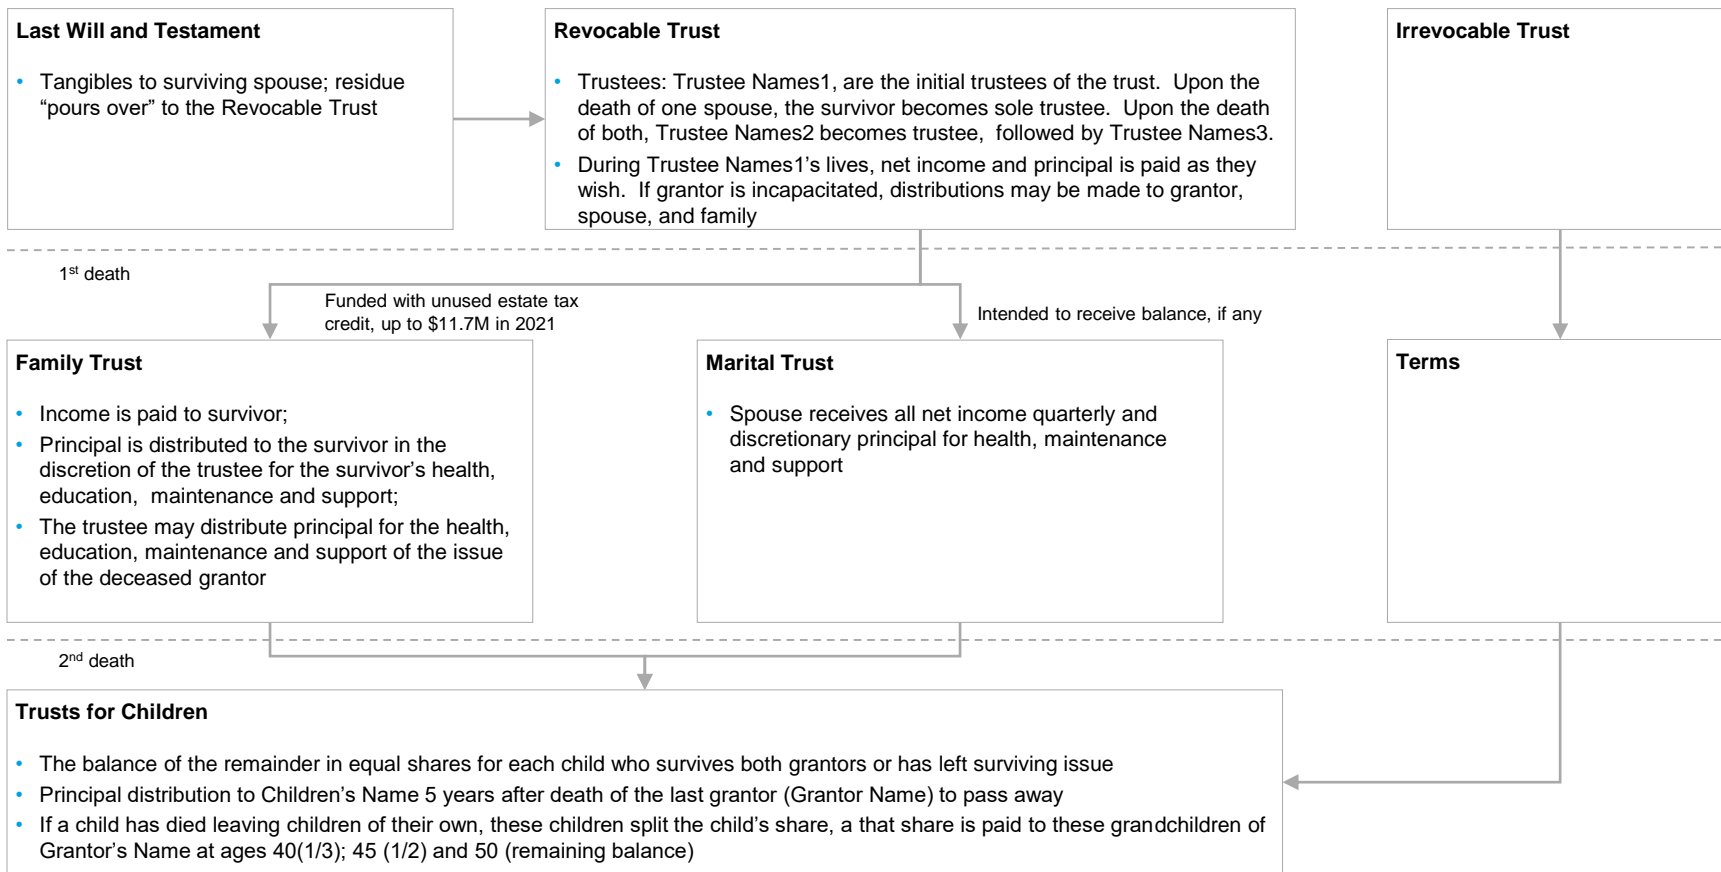 Last Will and Testament
• Tangibles to surviving spouse; residue
“pours over” to the Revocable Trust
Revocable Trust
• Trustees: Trustee Names1, are the initial trustees of the trust.  Upon the
death of one spouse, the survivor becomes sole trustee.  Upon the death
of both, Trustee Names2 becomes trustee,  followed by Trustee Names3.
• During Trustee Names1’s lives, net income and principal is paid as they
wish.  If grantor is incapacitated, distributions may be made to grantor,
spouse, and family
Irrevocable Trust
1st death
Funded with unused estate tax
credit, up to $11.7M in 2021
Intended to receive balance, if any
Family Trust
• Income is paid to survivor;
• Principal is distributed to the survivor in the
discretion of the trustee for the survivor’s health,
education,  maintenance and support;
• The trustee may distribute principal for the health,
education, maintenance and support of the issue
of the deceased grantor
Marital Trust
• Spouse receives all net income quarterly and
discretionary principal for health, maintenance
and support
Terms
2nd death
Trusts for Children
• The balance of the remainder in equal shares for each child who survives both grantors or has left surviving issue
• Principal distribution to Children’s Name 5 years after death of the last grantor (Grantor Name) to pass away
• If a child has died leaving children of their own, these children split the child’s share, a that share is paid to these grandchildren of
Grantor’s Name at ages 40(1/3); 45 (1/2) and 50 (remaining balance)